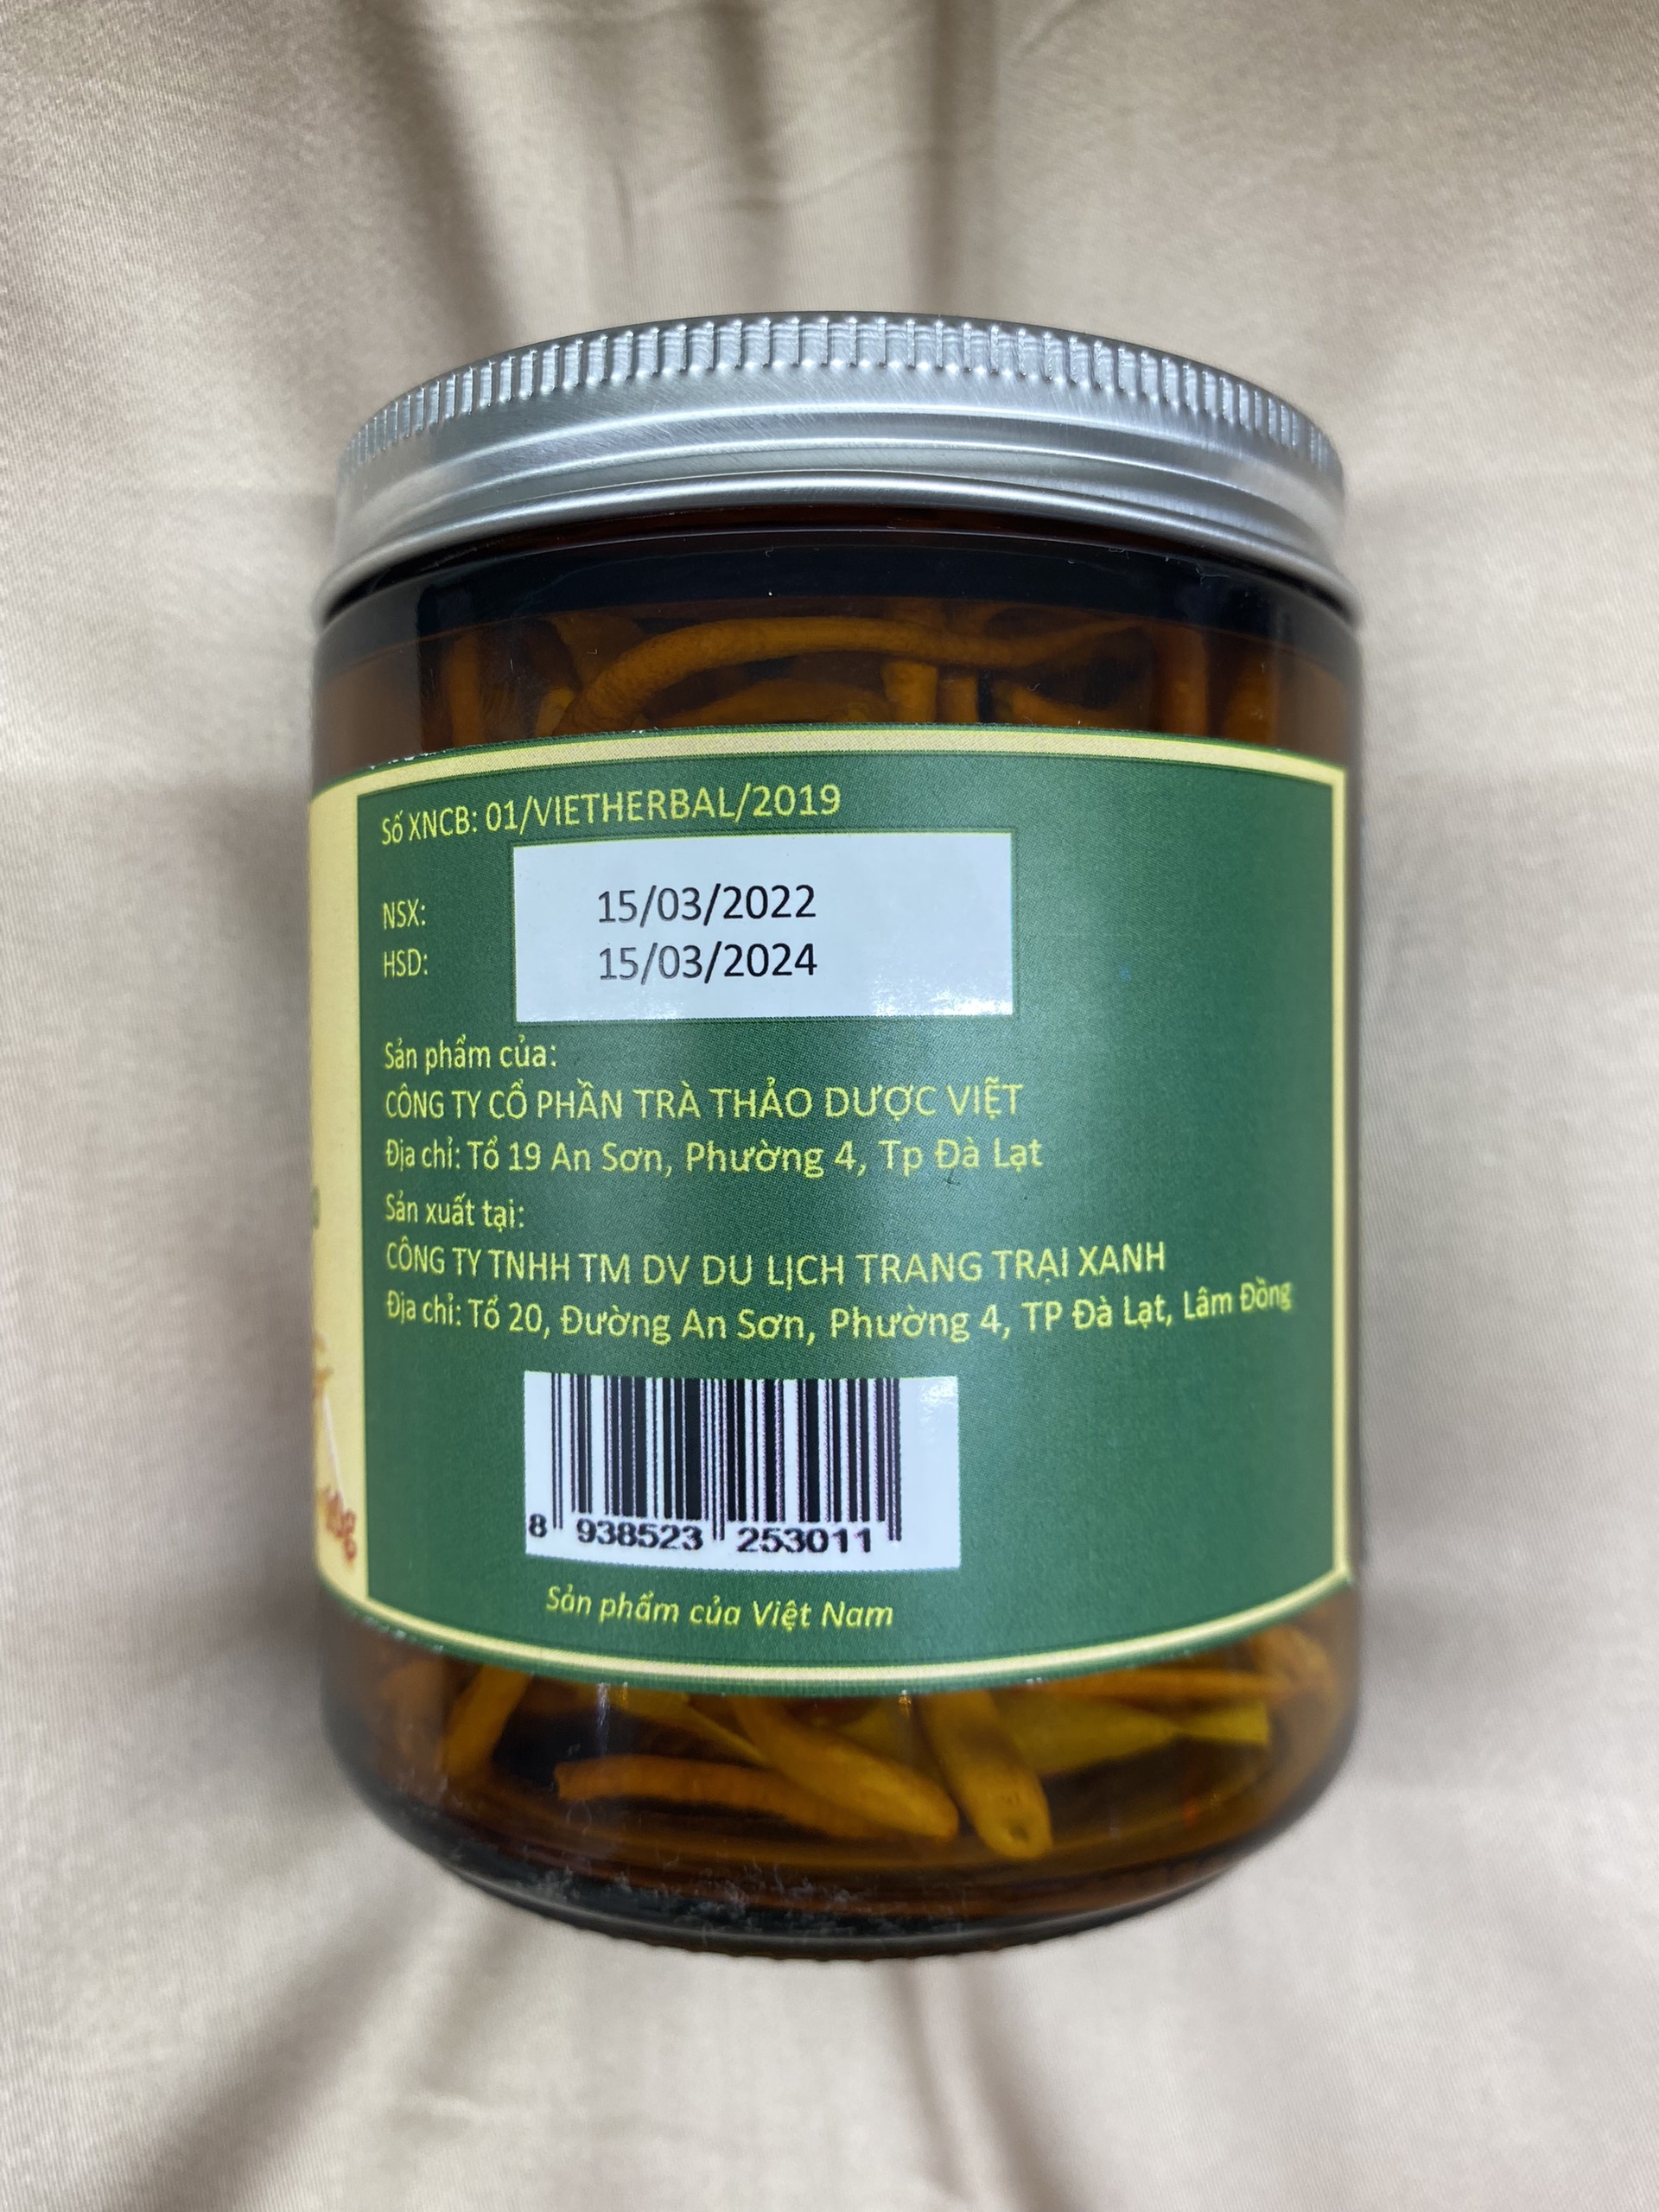 Số XNCB: 01/VIETHERBAL/2019
NSX: 15/03/2022
HSD: 15/03/2024
Sản phẩm của:
CÔNG TY CỔ PHẦN TRÀ THẢO DƯỢC VIỆT
Địa chỉ: Tổ 19 An Sơn, Phường 4, Tp Đà Lạt
Sản xuất tại:
CÔNG TY TNHH TM DV DU LỊCH TRANG TRẠI XANH
Địa chỉ: Tổ 20, Đường An Sơn, Phường 4, TP Đà Lạt, Lâm Đồng
8 938523 253011
Sản phẩm của Việt Nam